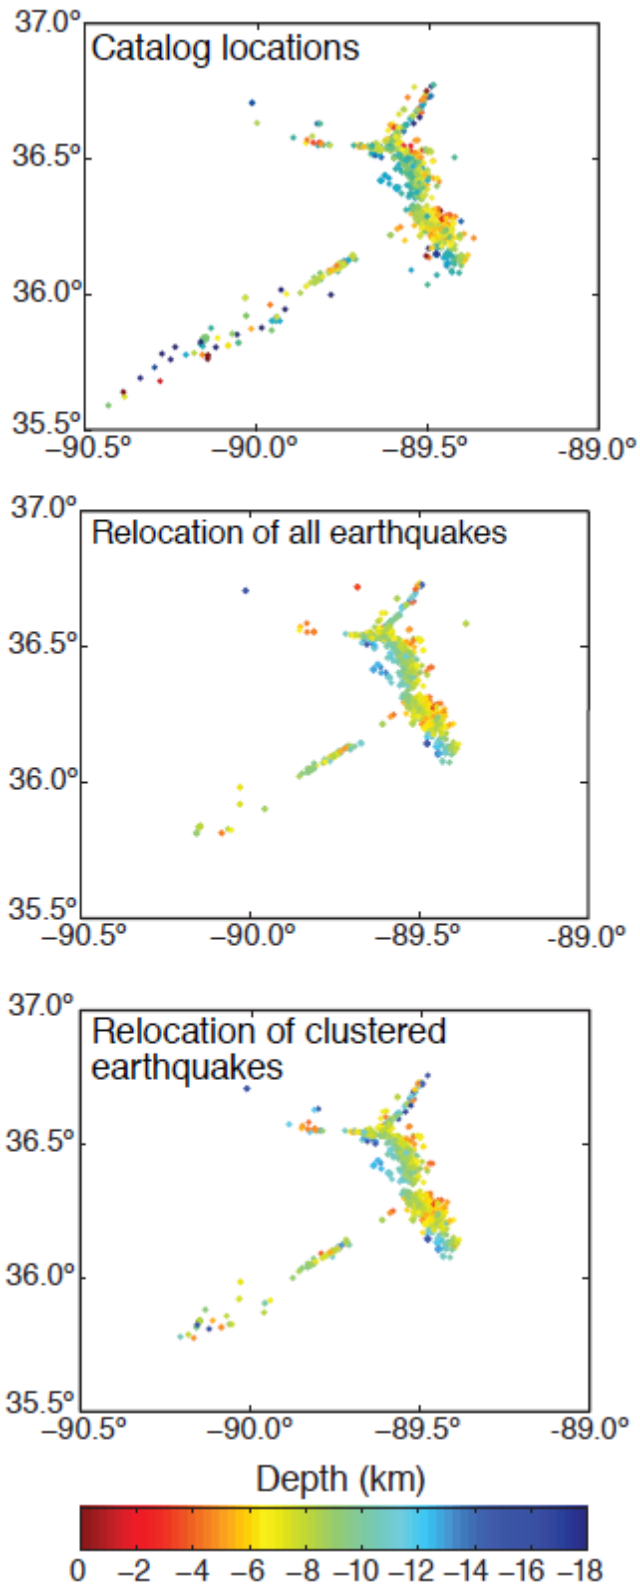 37.0°
Catalog locations
36.5°
36.0°
35.5°
–90.5° –90.0° –89.5° -89.0°
37.0°
Relocation of all earthquakes
36.5°
36.0°
35.5°
–90.5° –90.0° –89.5° -89.0°
37.0°
Relocation of clustered
earthquakes
36.5°
36.0°
35.5°
–90.5° –90.0° –89.5° -89.0°
Depth (km)
0 –2 –4 –6 –8 –10 –12 –14 –16 –18